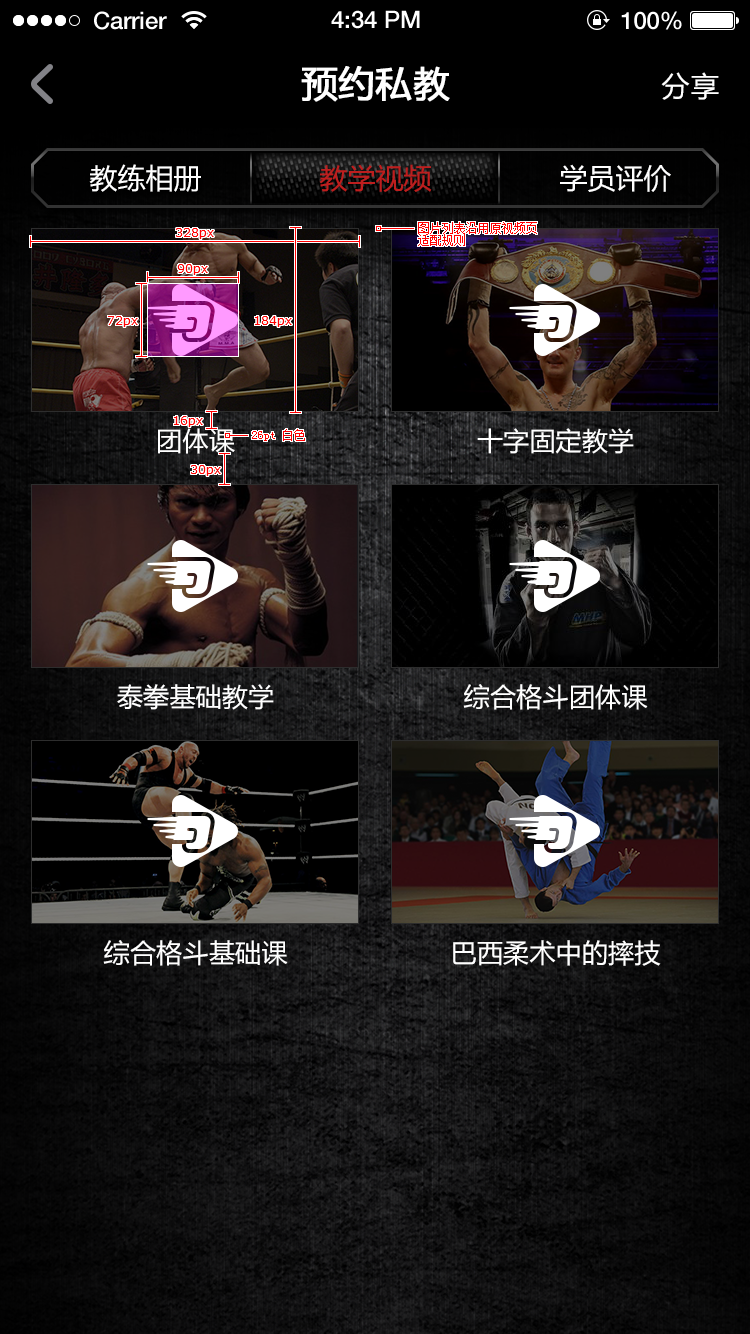 Carrier 4:34 PM 100%
预约私教 分享
教练相册 教学视频 学员评价
328px
图片列表沿用原视频页
适配规则
90px
72px
184px
16px
26pt 白色
团体课 十字固定教学
30px
MHP
泰拳基础教学 综合格斗团体课
综合格斗基础课 巴西柔术中的摔技